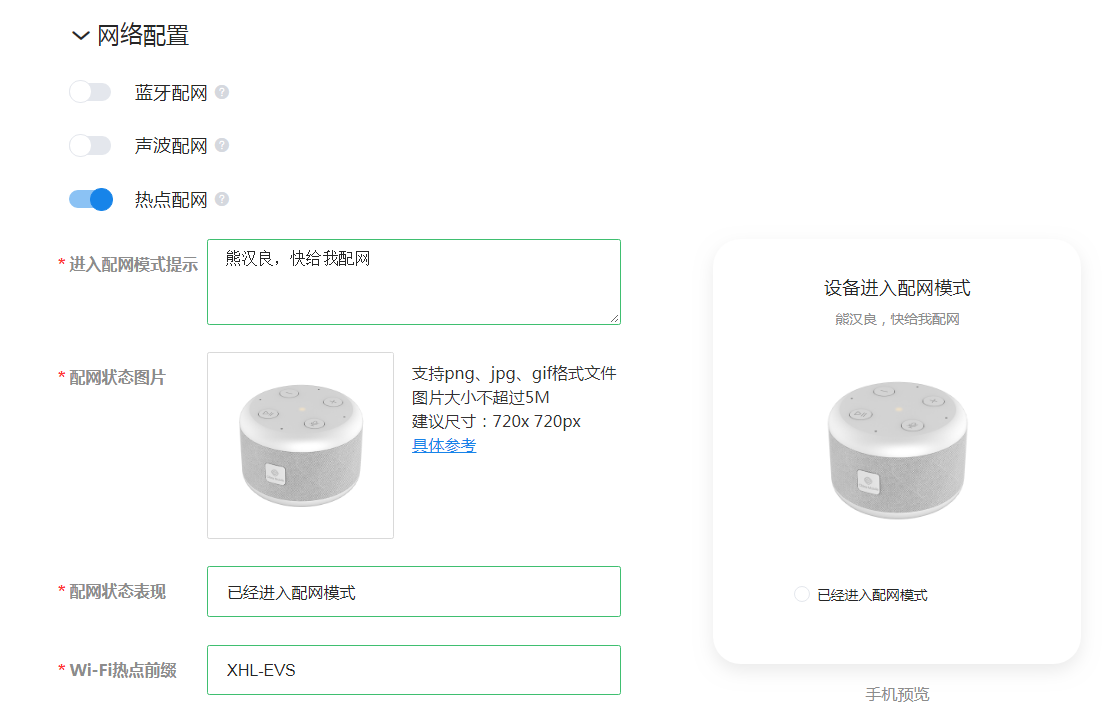 网络配置
蓝牙配网
声波配网
热点配网
* 进入配网模式提示
熊汉良，快给我配网
设备进入配网模式
熊汉良，快给我配网
* 配网状态图片
支持png、jpg、gif格式文件
图片大小不超过5M
建议尺寸：720x 720px
具体参考
* 配网状态表现
已经进入配网模式
已经进入配网模式
* Wi-Fi热点前缀
XHL-EVS
手机预览